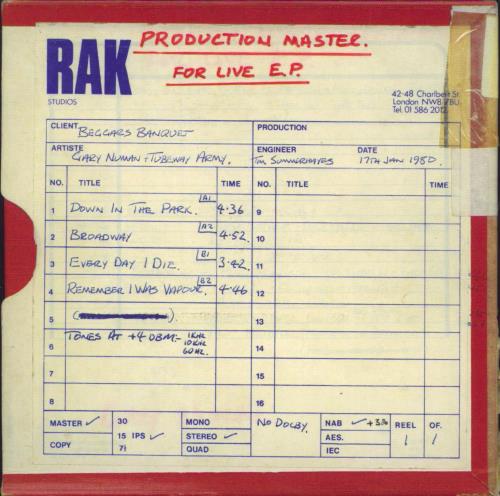 RAK
STUDIOS
PRODUCTION MASTER.
FOR LIVE E.P.
42-48 Charlbert St.
London NW8 7BU
Tel. 01 586 2012
CLIENT BEGGARS BANQUET
PRODUCTION
ARTISTE GARY NUMAN + TUBEWAY ARMY.
ENGINEER TIM SUMMERHAYES
DATE 17TH JAN 1980.
NO. TITLE TIME NO. TITLE TIME
1 DOWN IN THE PARK. A1 4·36 9
2 BROADWAY A2 4·52 10
3 EVERY DAY I DIE. B1 3·42 11
4 REMEMBER I WAS VAPOUR. B2 4·46 12
5 13
6 TONES AT +4 DBM:- 1KHz 14
10KHz
60Hz.
7 15
8 16
MASTER ✓ 30 MONO NO DOLBY. NAB ✓ +3 REEL OF.
15 IPS ✓ STEREO ✓ AES. 1 1
COPY 7½ QUAD IEC